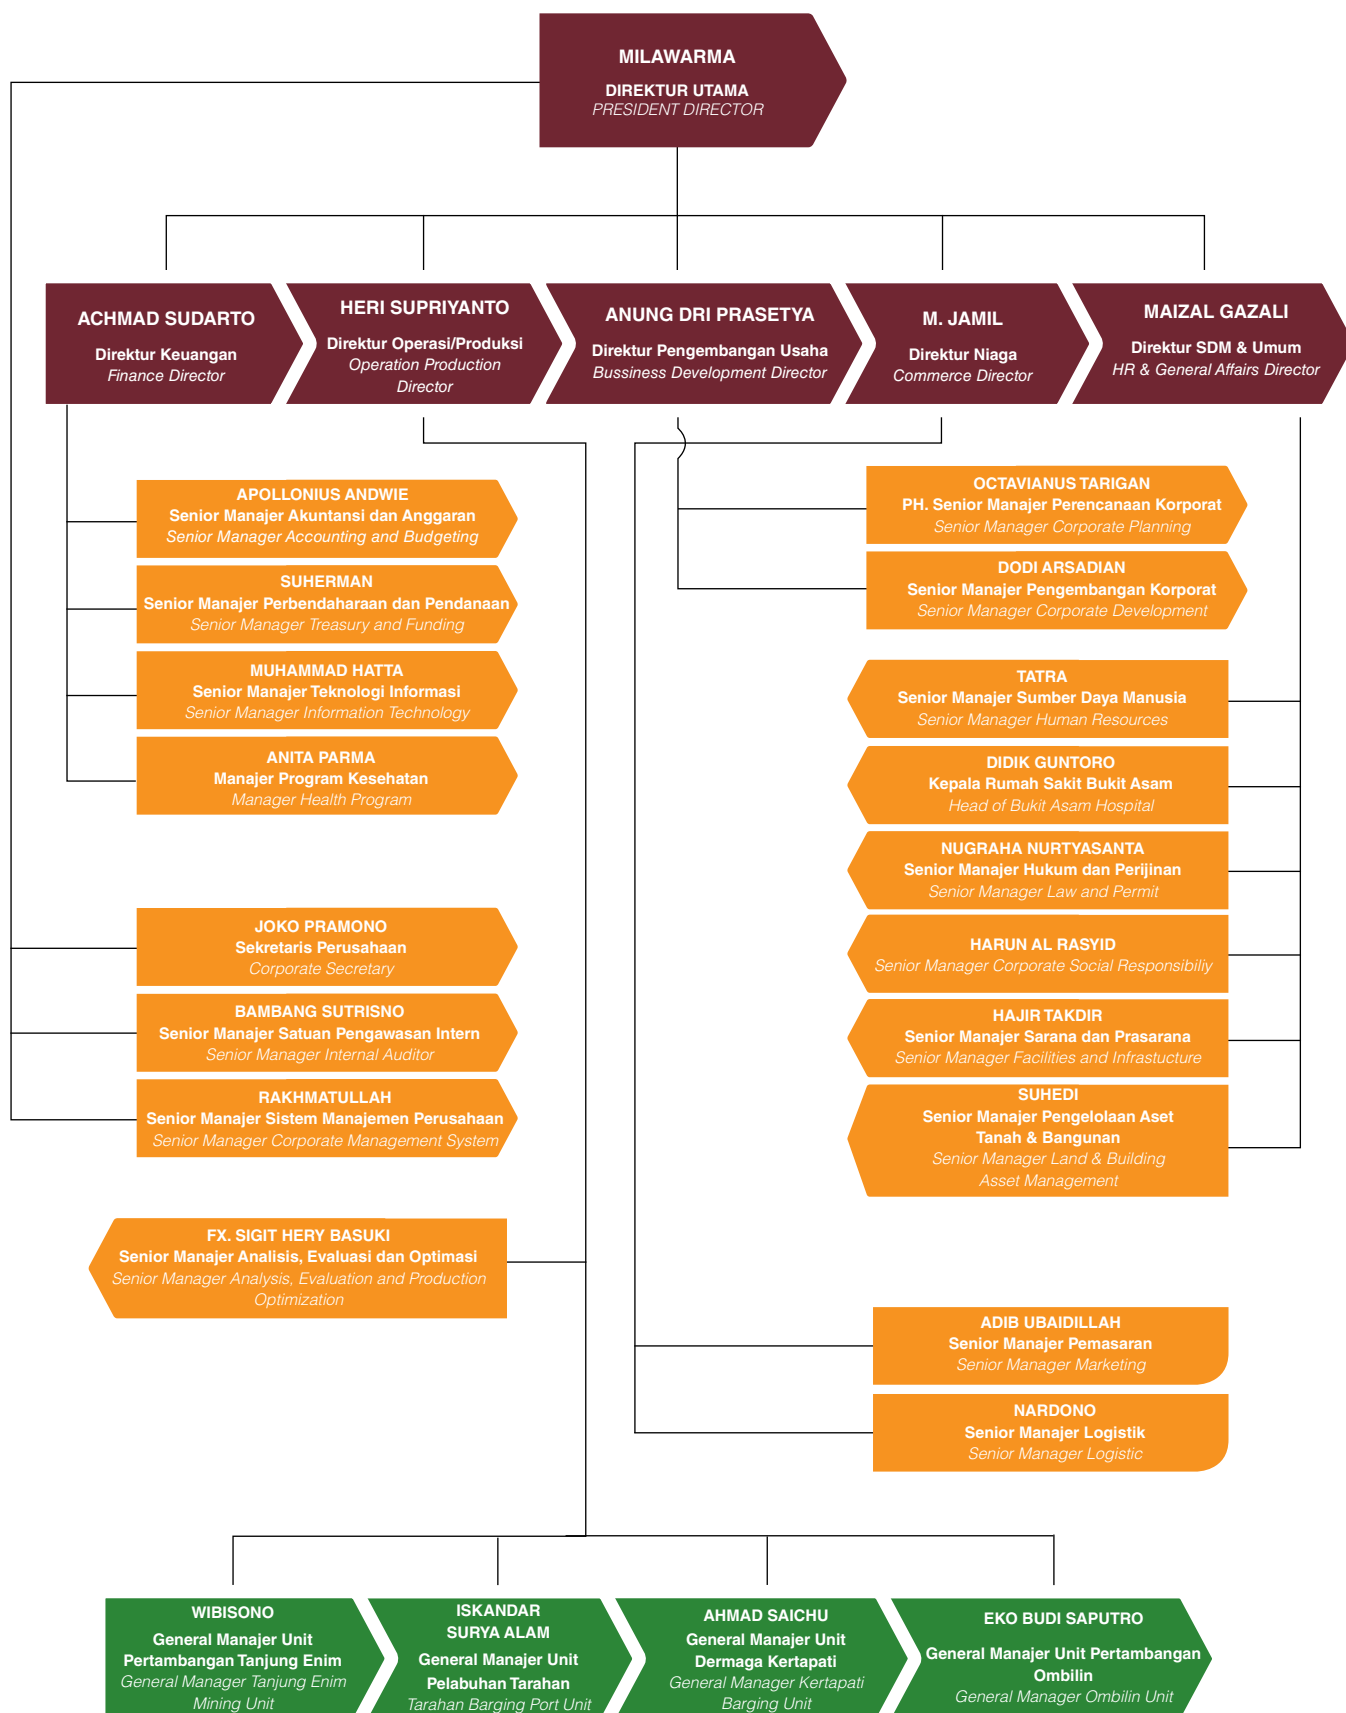 MILAWARMA
DIREKTUR UTAMA
PRESIDENT DIRECTOR
ACHMAD SUDARTO
Direktur Keuangan
Finance Director
HERI SUPRIYANTO
Direktur Operasi/Produksi
Operation Production
Director
ANUNG DRI PRASETYA
Direktur Pengembangan Usaha
Bussiness Development Director
M. JAMIL
Direktur Niaga
Commerce Director
MAIZAL GAZALI
Direktur SDM & Umum
HR & General Affairs Director
APOLLONIUS ANDWIE
Senior Manajer Akuntansi dan Anggaran
Senior Manager Accounting and Budgeting
SUHERMAN
Senior Manajer Perbendaharaan dan Pendanaan
Senior Manager Treasury and Funding
MUHAMMAD HATTA
Senior Manajer Teknologi Informasi
Senior Manager Information Technology
ANITA PARMA
Manajer Program Kesehatan
Manager Health Program
OCTAVIANUS TARIGAN
PH. Senior Manajer Perencanaan Korporat
Senior Manager Corporate Planning
DODI ARSADIAN
Senior Manajer Pengembangan Korporat
Senior Manager Corporate Development
TATRA
Senior Manajer Sumber Daya Manusia
Senior Manager Human Resources
DIDIK GUNTORO
Kepala Rumah Sakit Bukit Asam
Head of Bukit Asam Hospital
NUGRAHA NURTYASANTA
Senior Manajer Hukum dan Perijinan
Senior Manager Law and Permit
HARUN AL RASYID
Senior Manager Corporate Social Responsibiliy
HAJIR TAKDIR
Senior Manajer Sarana dan Prasarana
Senior Manager Facilities and Infrastucture
SUHEDI
Senior Manajer Pengelolaan Aset
Tanah & Bangunan
Senior Manager Land & Building
Asset Management
JOKO PRAMONO
Sekretaris Perusahaan
Corporate Secretary
BAMBANG SUTRISNO
Senior Manajer Satuan Pengawasan Intern
Senior Manager Internal Auditor
RAKHMATULLAH
Senior Manajer Sistem Manajemen Perusahaan
Senior Manager Corporate Management System
FX. SIGIT HERY BASUKI
Senior Manajer Analisis, Evaluasi dan Optimasi
Senior Manager Analysis, Evaluation and Production
Optimization
ADIB UBAIDILLAH
Senior Manajer Pemasaran
Senior Manager Marketing
NARDONO
Senior Manajer Logistik
Senior Manager Logistic
WIBISONO
General Manajer Unit
Pertambangan Tanjung Enim
General Manager Tanjung Enim
Mining Unit
ISKANDAR
SURYA ALAM
General Manajer Unit
Pelabuhan Tarahan
Tarahan Barging Port Unit
AHMAD SAICHU
General Manajer Unit
Dermaga Kertapati
General Manager Kertapati
Barging Unit
EKO BUDI SAPUTRO
General Manajer Unit Pertambangan
Ombilin
General Manager Ombilin Unit